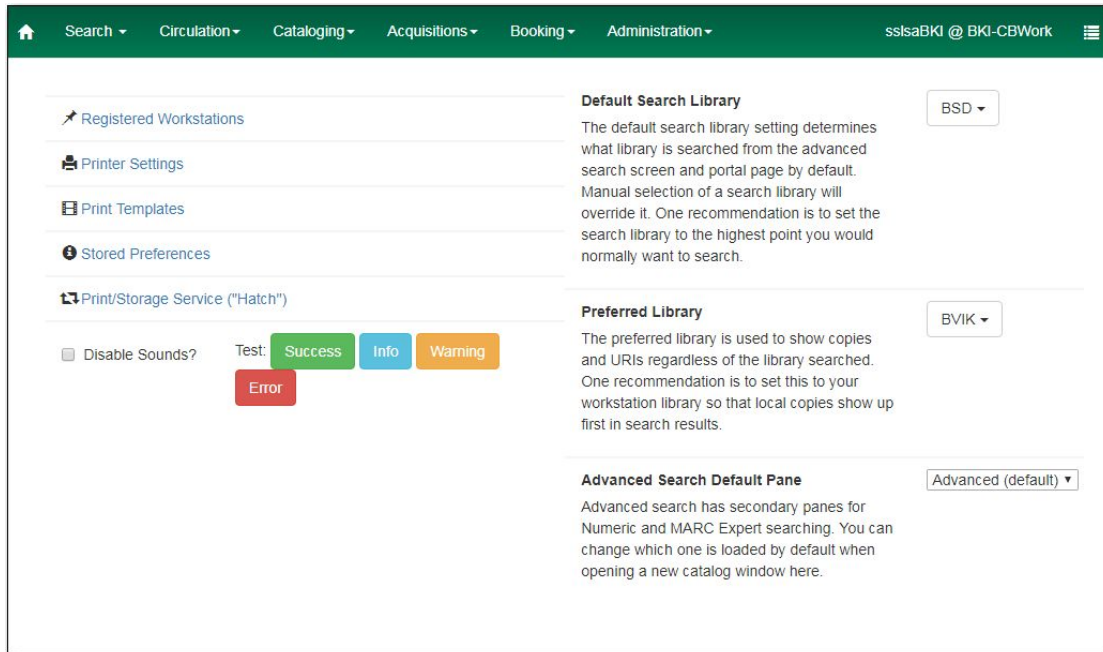 Search Circulation Cataloging Acquisitions Booking Administration sslsaBKI @ BKI-CBWork
Registered Workstations
Printer Settings
Print Templates
Stored Preferences
Print/Storage Service ("Hatch")
Disable Sounds? Test: Success Info Warning
Error
Default Search Library BSD
The default search library setting determines
what library is searched from the advanced
search screen and portal page by default.
Manual selection of a search library will
override it. One recommendation is to set the
search library to the highest point you would
normally want to search.
Preferred Library BVIK
The preferred library is used to show copies
and URIs regardless of the library searched.
One recommendation is to set this to your
workstation library so that local copies show up
first in search results.
Advanced Search Default Pane Advanced (default)
Advanced search has secondary panes for
Numeric and MARC Expert searching. You can
change which one is loaded by default when
opening a new catalog window here.